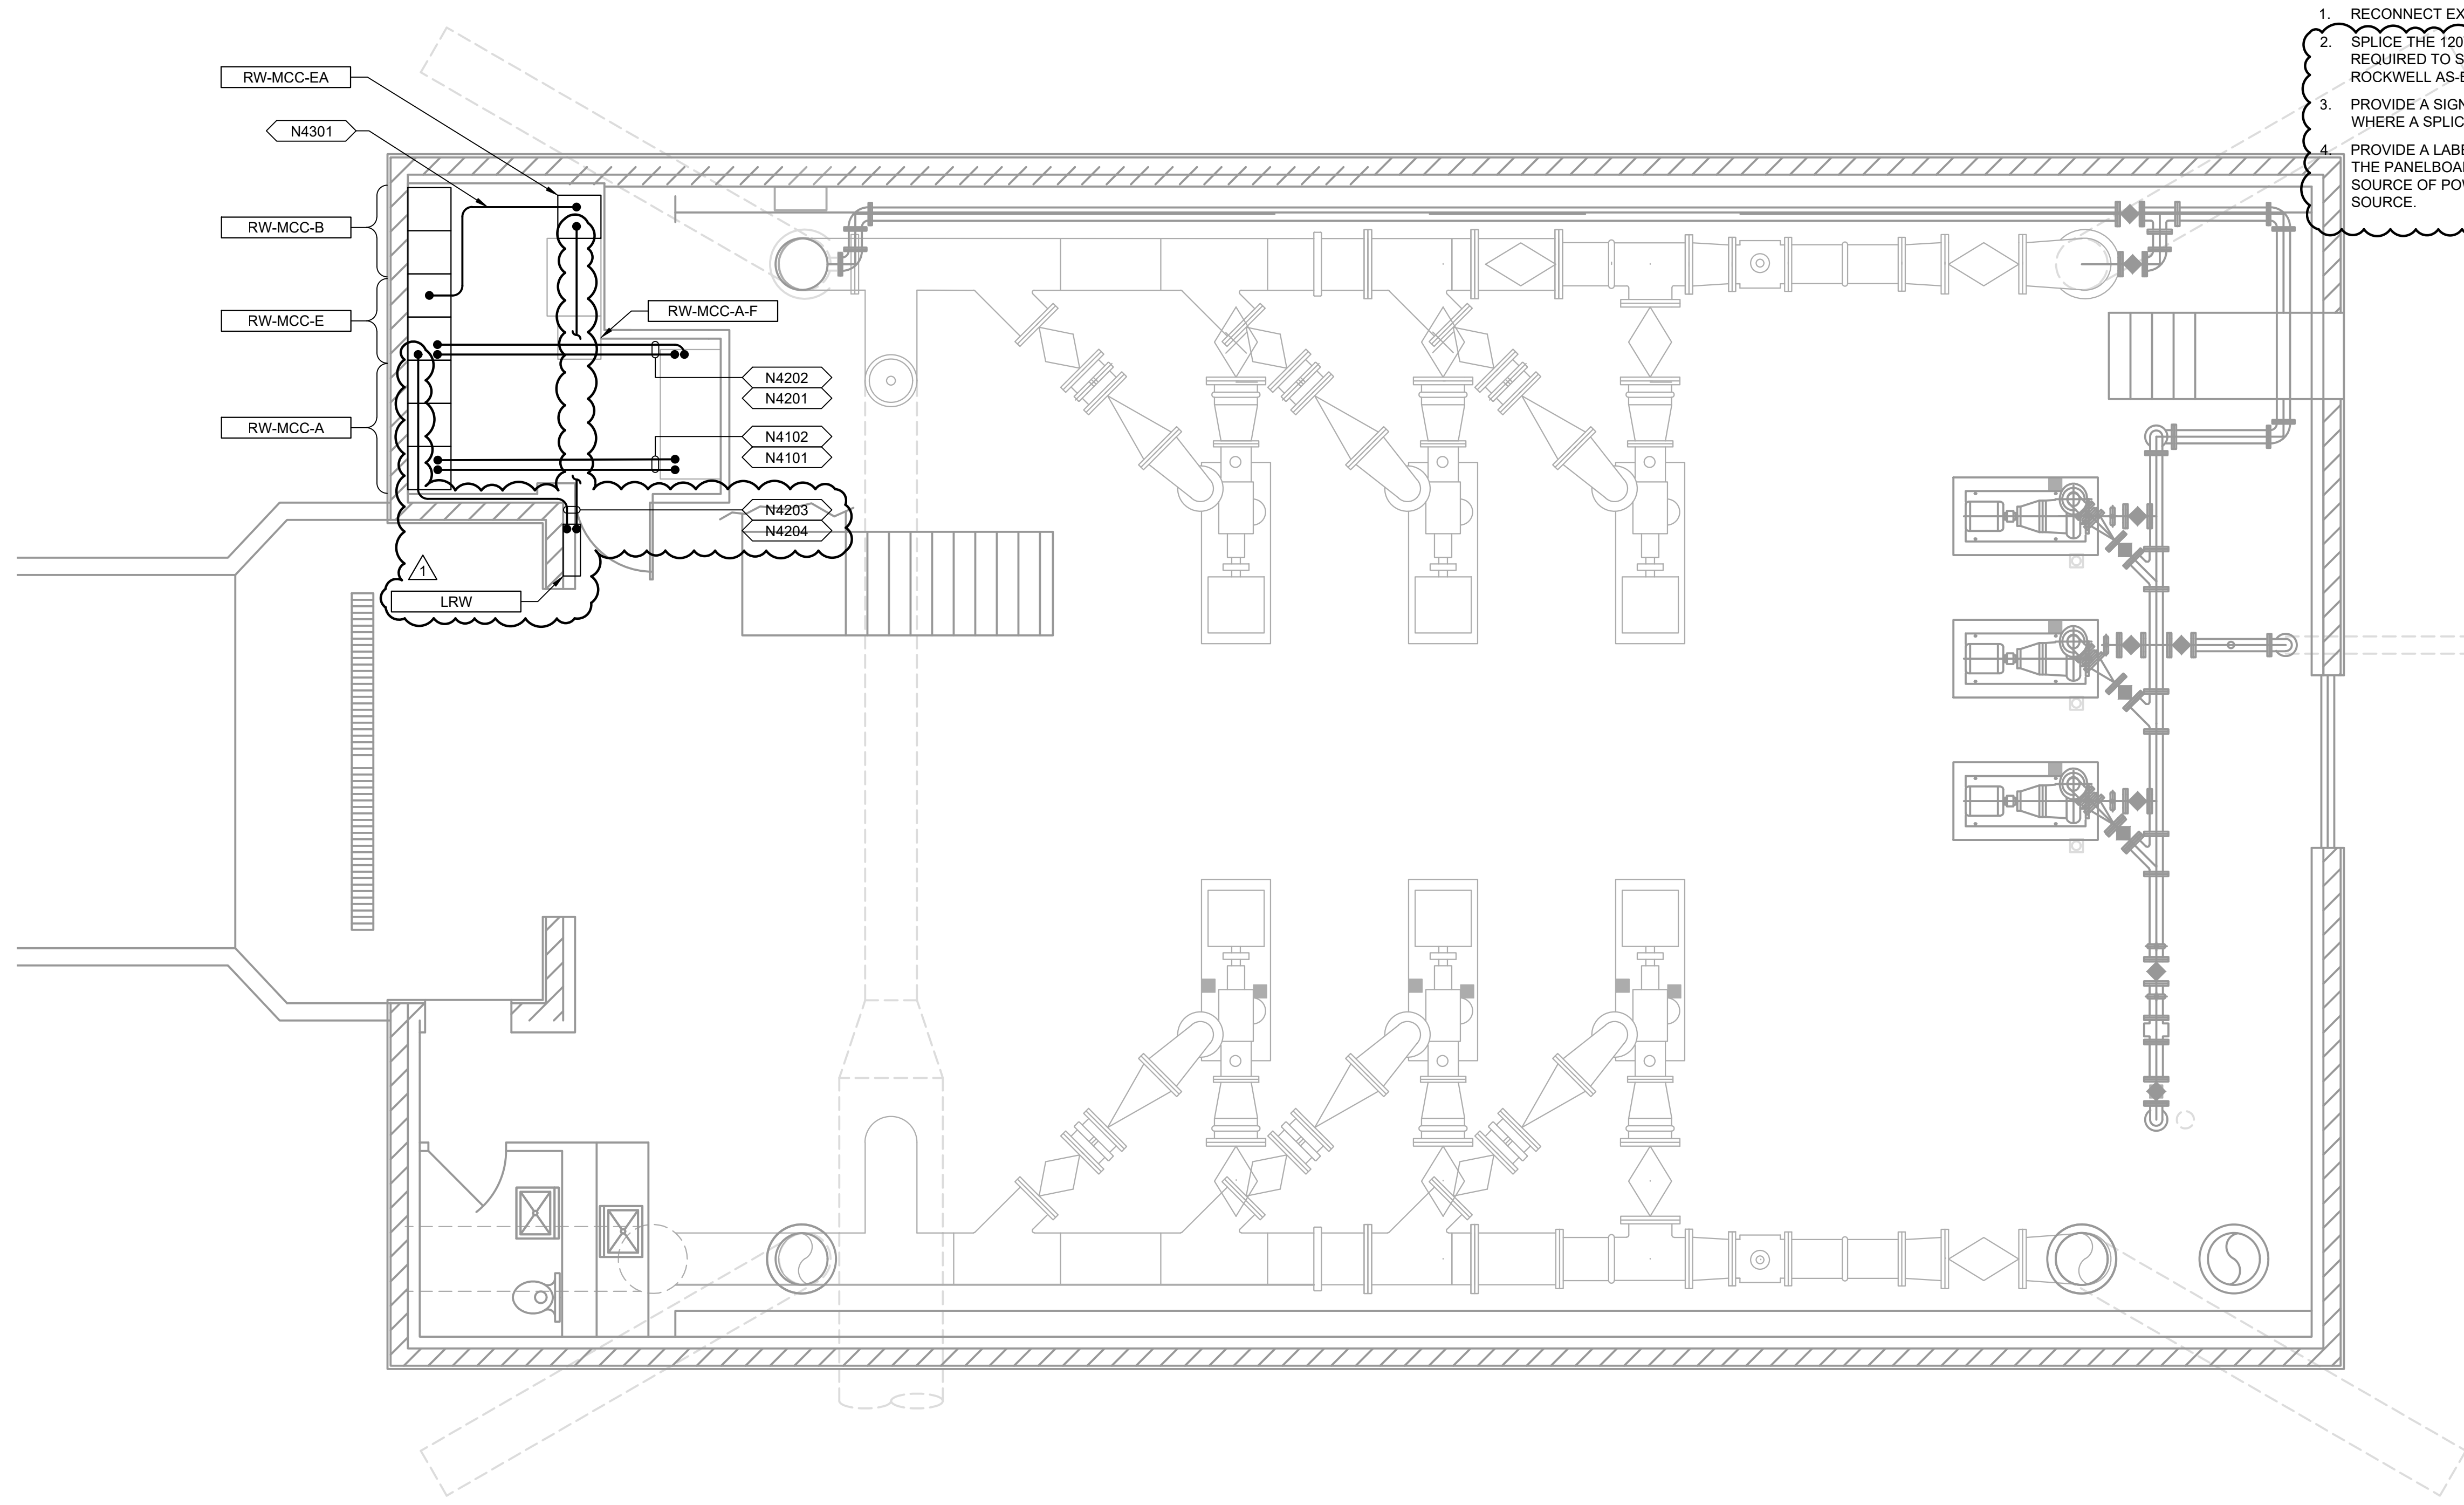 1. RECONNECT EX
2. SPLICE THE 120
REQUIRED TO S
ROCKWELL AS-
3. PROVIDE A SIGN
WHERE A SPLIC
4. PROVIDE A LABE
THE PANELBOA
SOURCE OF POW
SOURCE.
RW-MCC-EA
N4301
RW-MCC-B
RW-MCC-E
RW-MCC-A-F
N4202
N4201
RW-MCC-A
N4102
N4101
N4203
N4204
1
LRW